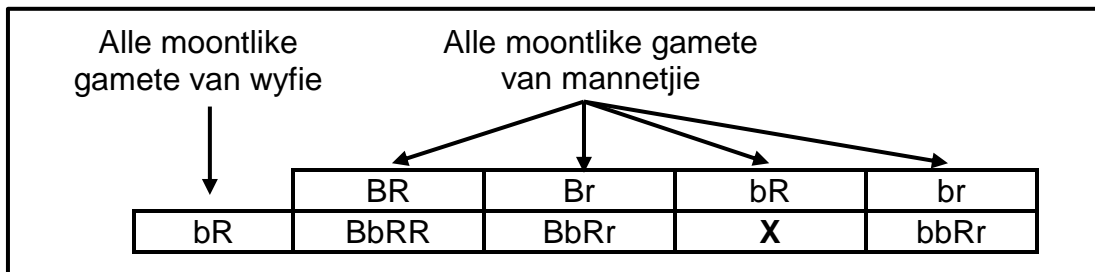 Alle moontlike gamete van wyfie
Alle moontlike gamete van mannetjie
BR Br bR br
bR BbRR BbRr X bbRr